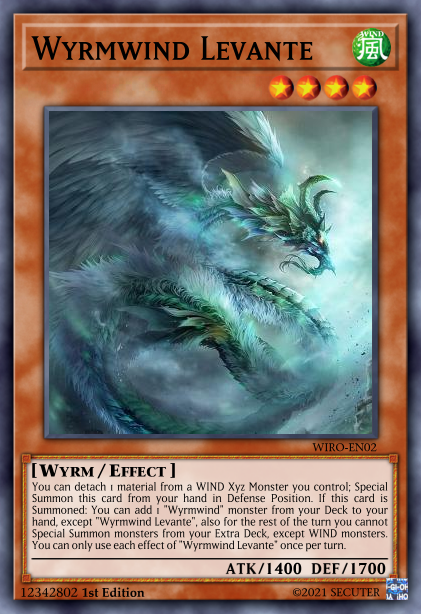 Wyrmwind Levante
WIND
風
WIRO-EN02
[Wyrm / Effect]
You can detach 1 material from a WIND Xyz Monster you control; Special
Summon this card from your hand in Defense Position. If this card is
Summoned: You can add 1 "Wyrmwind" monster from your Deck to your
hand, except "Wyrmwind Levante", also for the rest of the turn you cannot
Special Summon monsters from your Extra Deck, except WIND monsters.
You can only use each effect of "Wyrmwind Levante" once per turn.
ATK/1400 DEF/1700
12342802 1st Edition
©2021 SECUTER